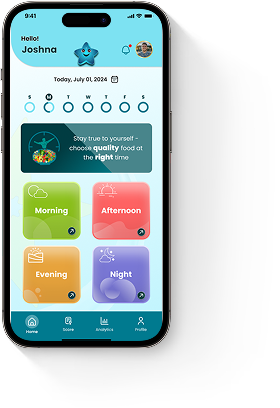 9:41
Hello!
Joshna
Today, July 01, 2024
S M T W T F S
Stay true to yourself -
choose quality food at
the right time
Morning
Afternoon
Evening
Night
Home
Score
Analytics
Profile